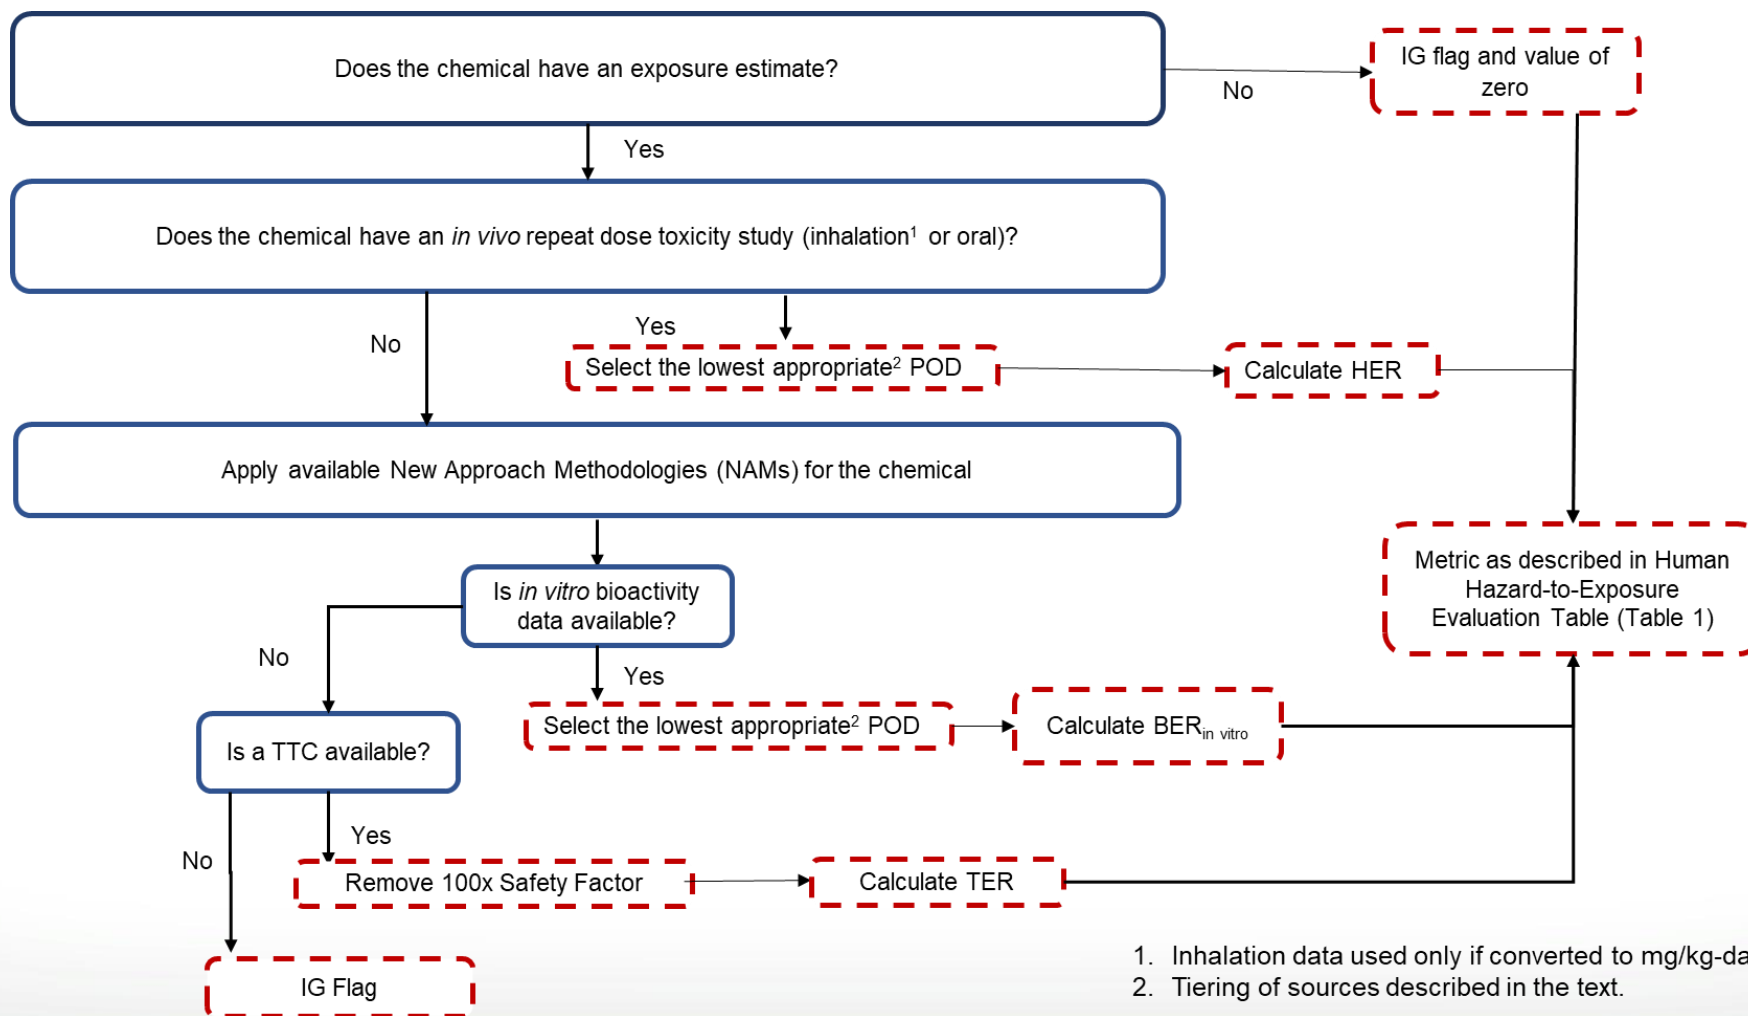 Does the chemical have an exposure estimate?
No
IG flag and value of
zero
Yes
Does the chemical have an in vivo repeat dose toxicity study (inhalation¹ or oral)?
No
Yes
Select the lowest appropriate² POD
Calculate HER
Apply available New Approach Methodologies (NAMs) for the chemical
Is in vitro bioactivity
data available?
Metric as described in Human
Hazard-to-Exposure
Evaluation Table (Table 1)
No
Yes
Select the lowest appropriate² POD
Calculate BERin vitro
Is a TTC available?
No
Yes
Remove 100x Safety Factor
Calculate TER
IG Flag
1. Inhalation data used only if converted to mg/kg-da
2. Tiering of sources described in the text.